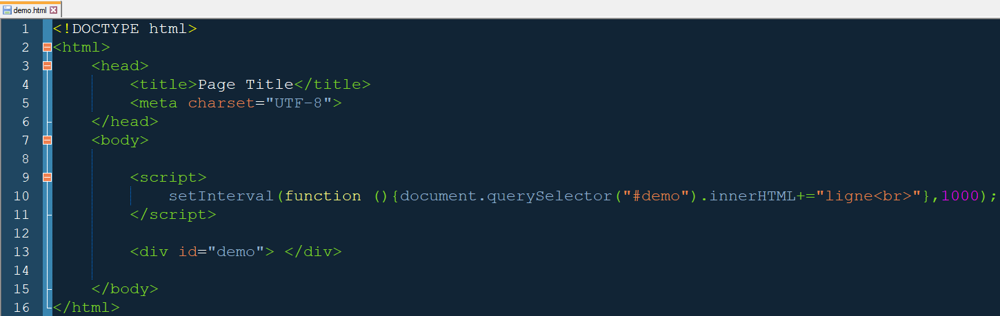 demo.html
1 <!DOCTYPE html>
2 <html>
3 <head>
4 <title>Page Title</title>
5 <meta charset="UTF-8">
6 </head>
7 <body>
8
9 <script>
10 setInterval(function (){document.querySelector("#demo").innerHTML+="ligne<br>"},1000);
11 </script>
12
13 <div id="demo"> </div>
14
15 </body>
16 </html>